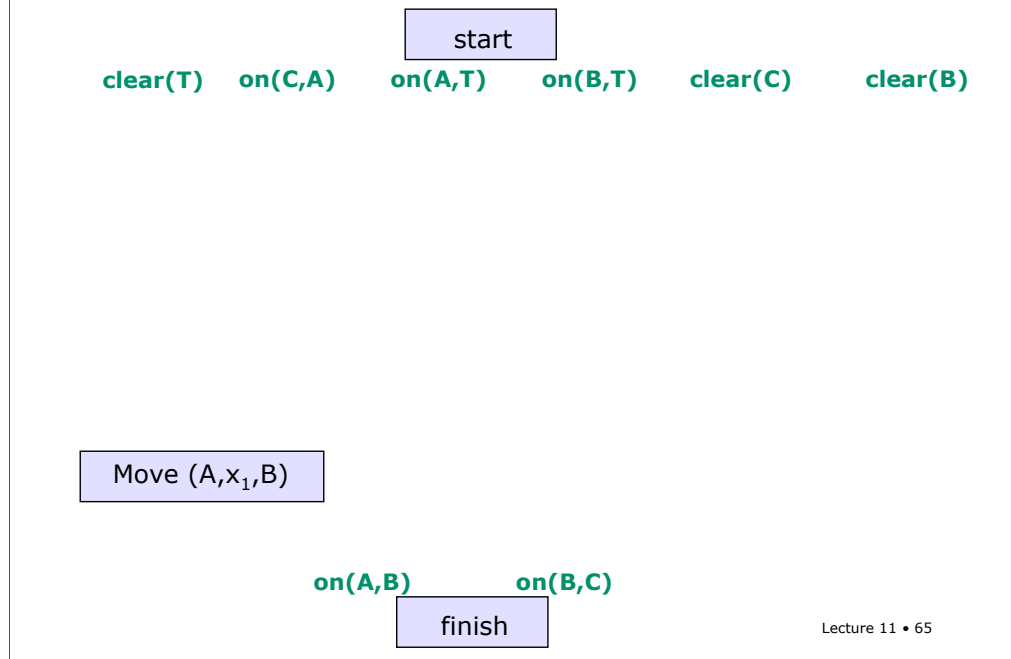 start
clear(T) on(C,A) on(A,T) on(B,T) clear(C) clear(B)
Move (A,x₁,B)
on(A,B) on(B,C)
finish
Lecture 11 • 65